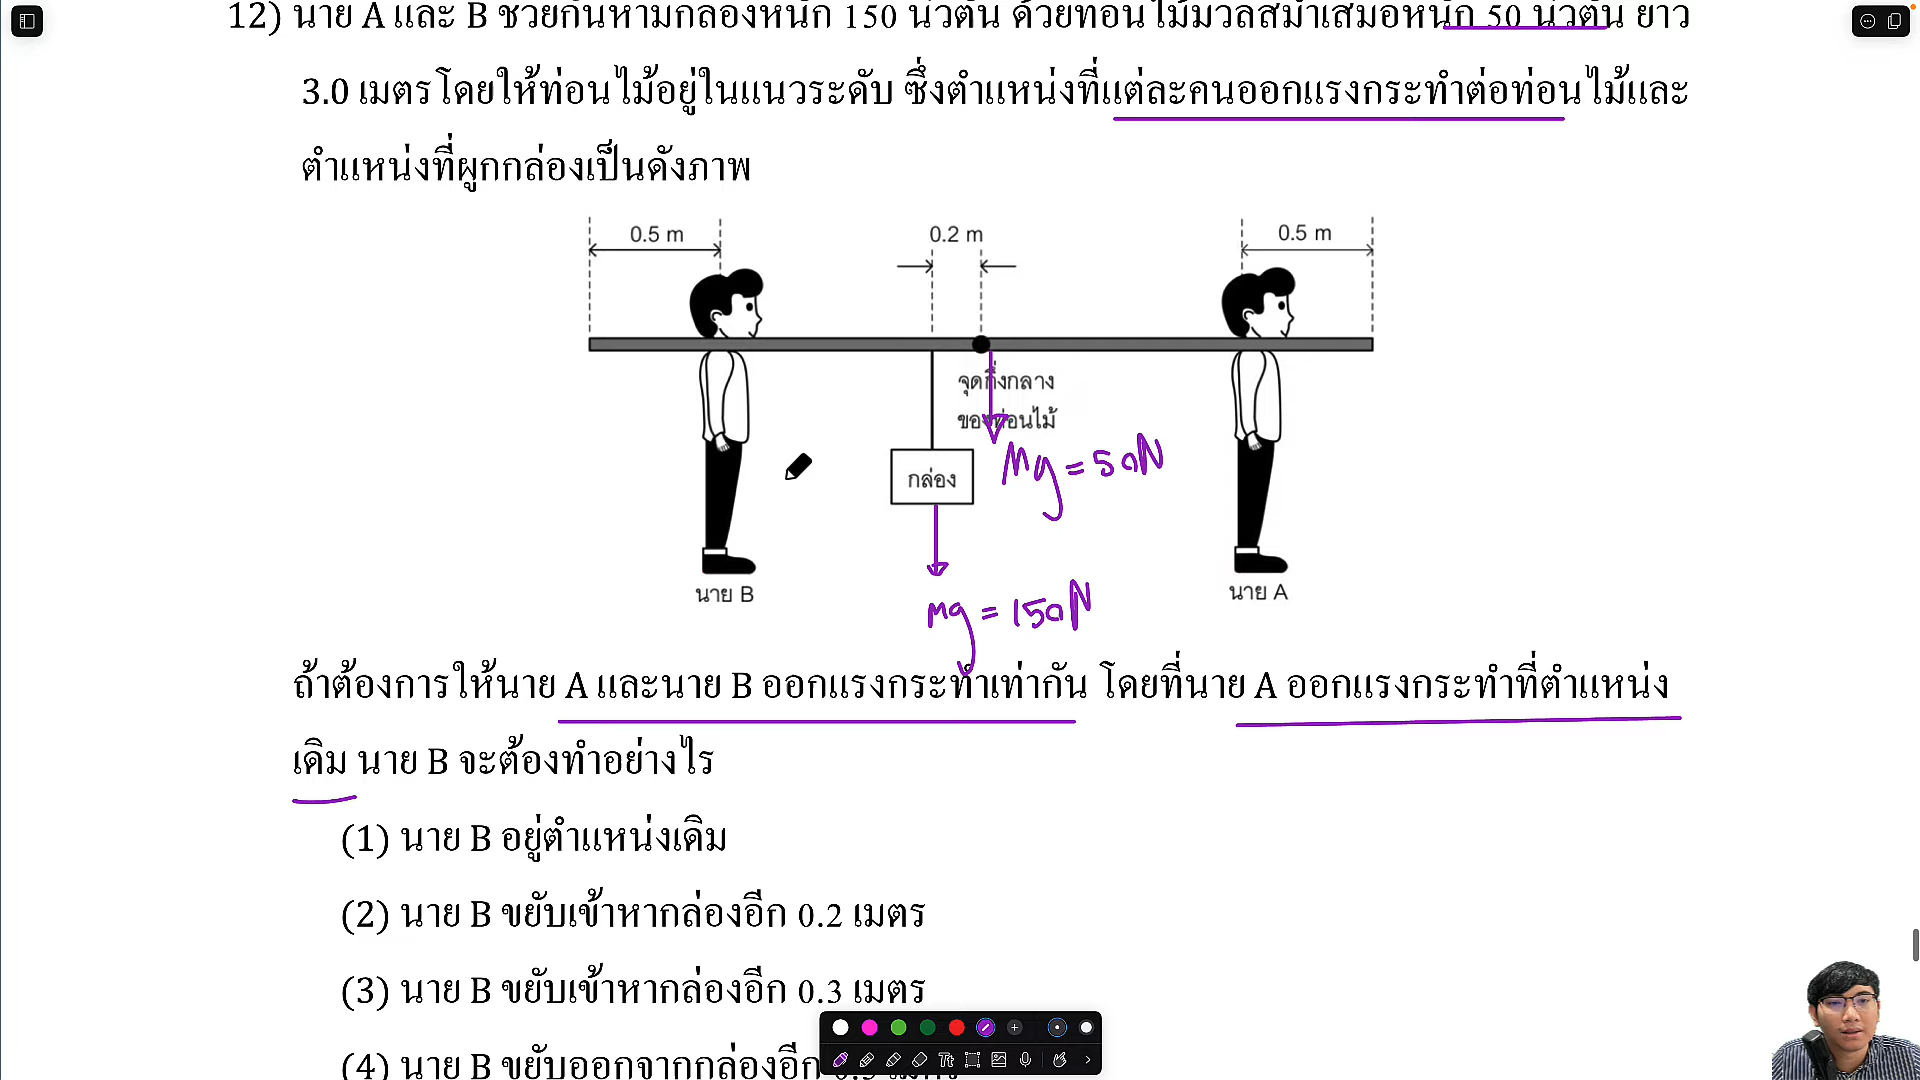 12) นาย A และ B ช่วยกันหามกล่องหนัก 150 นิวตัน ด้วยท่อนไม้มวลสม่ำเสมอหนัก 50 นิวตัน ยาว
3.0 เมตรโดยให้ท่อนไม้อยู่ในแนวระดับ ซึ่งตำแหน่งที่แต่ละคนออกแรงกระทำต่อท่อนไม้และ
ตำแหน่งที่ผูกกล่องเป็นดังภาพ
0.5 m 0.2 m 0.5 m
จุดกึ่งกลาง
ของท่อนไม้
Mg = 50N
กล่อง
mg = 150N
นาย B นาย A
ถ้าต้องการให้นาย A และนาย B ออกแรงกระทำเท่ากัน โดยที่นาย A ออกแรงกระทำที่ตำแหน่ง
เดิม นาย B จะต้องทำอย่างไร
(1) นาย B อยู่ตำแหน่งเดิม
(2) นาย B ขยับเข้าหากล่องอีก 0.2 เมตร
(3) นาย B ขยับเข้าหากล่องอีก 0.3 เมตร
(4) นาย B ขยับออกจากกล่องอีก